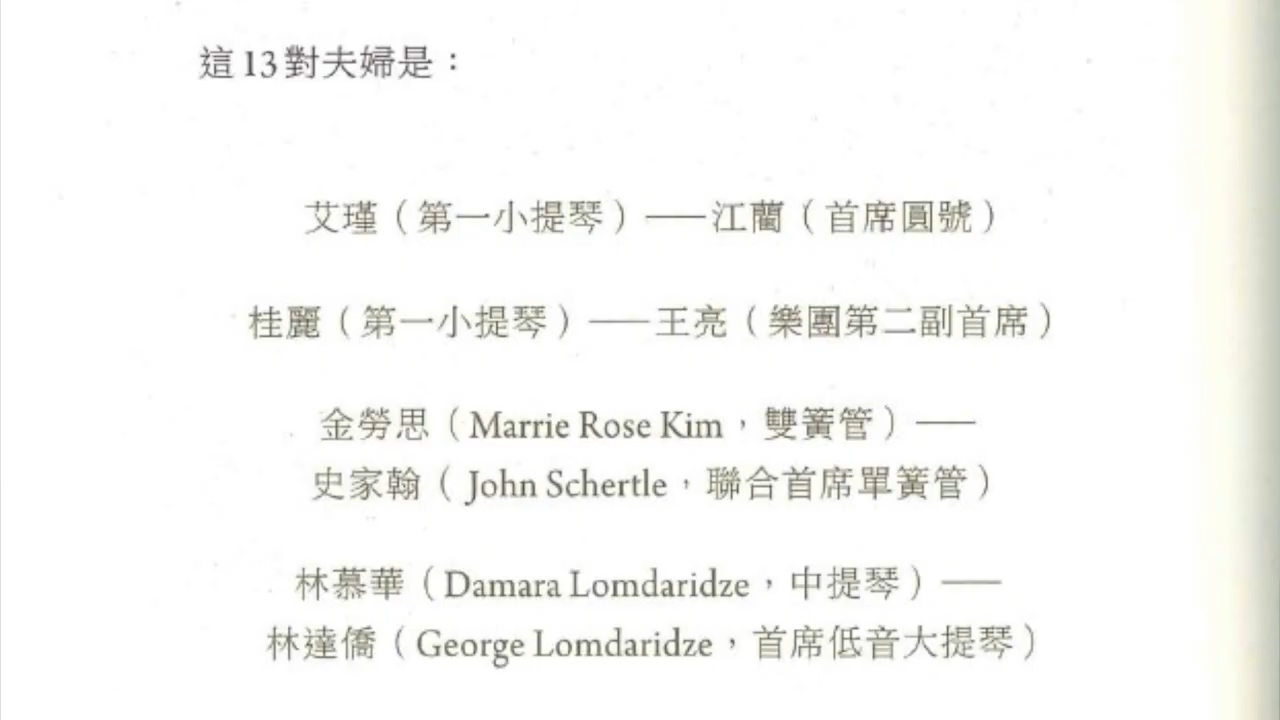 這13對夫婦是：
艾瑾（第一小提琴）——江藺（首席圓號）
桂麗（第一小提琴）——王亮（樂團第二副首席）
金勞思（Marrie Rose Kim，雙簧管）——
史家翰（John Schertle，聯合首席單簧管）
林慕華（Damara Lomdaridze，中提琴）——
林達僑（George Lomdaridze，首席低音大提琴）